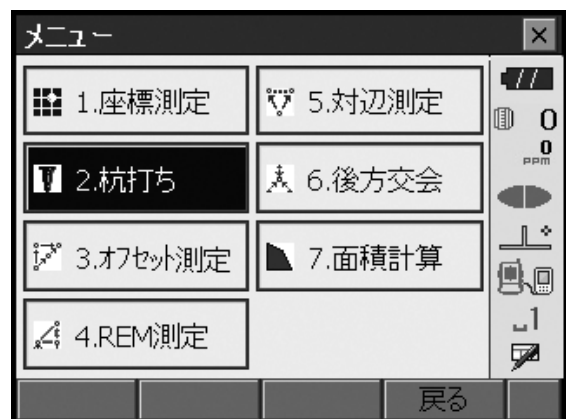 メニュー
1.座標測定
2.杭打ち
3.オフセット測定
4.REM測定
5.対辺測定
6.後方交会
7.面積計算
0
0
PPM
1
戻る